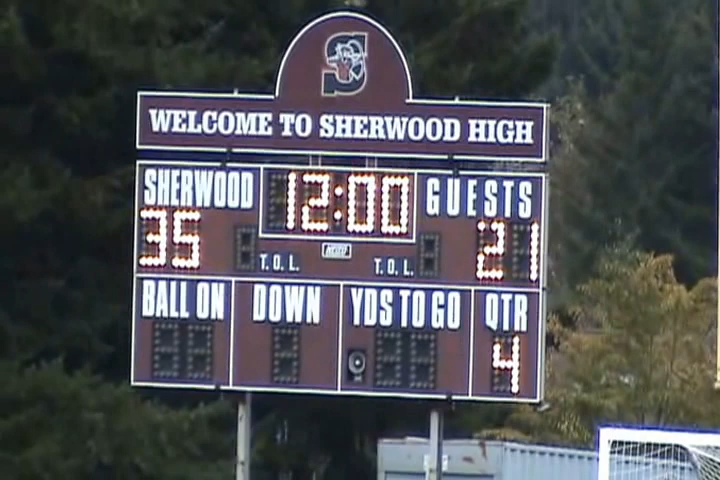 S
WELCOME TO SHERWOOD HIGH
SHERWOOD 12:00 GUESTS
35 21
T.O.L. T.O.L.
BALL ON DOWN YDS TO GO QTR
4